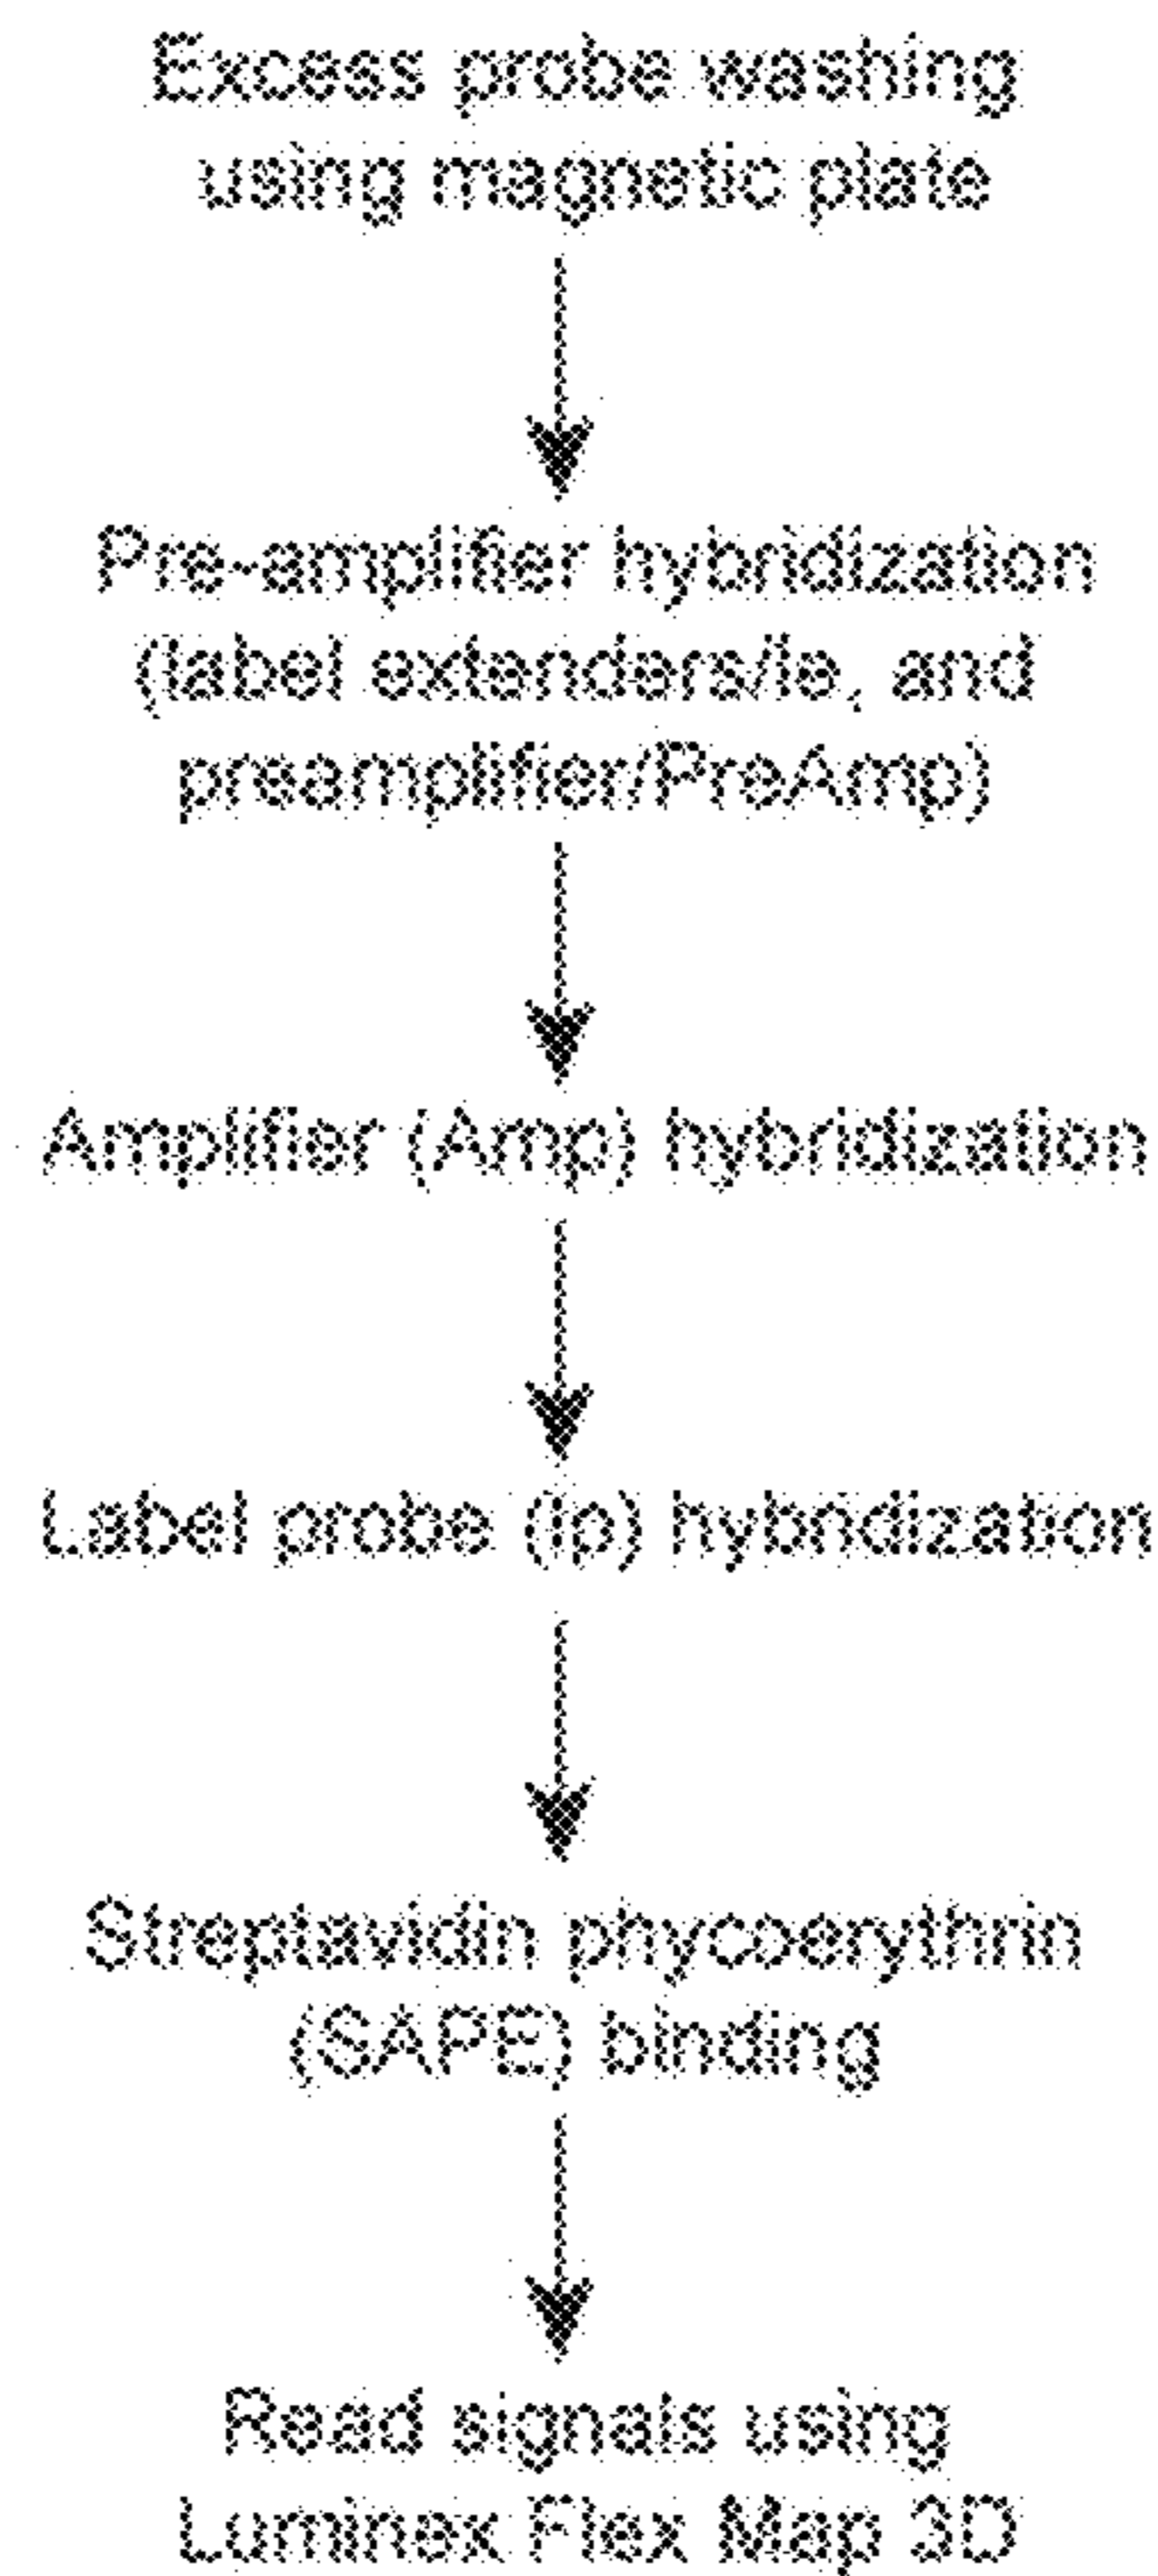 Excess probe washing
using magnetic plate
Pre-amplifier hybridization
(label extenders/le, and
preamplifier/PreAmp)
Amplifier (Amp) hybridization
Label probe (lp) hybridization
Streptavidin phycoerythrin
(SAPE) binding
Read signals using
Luminex Flex Map 3D